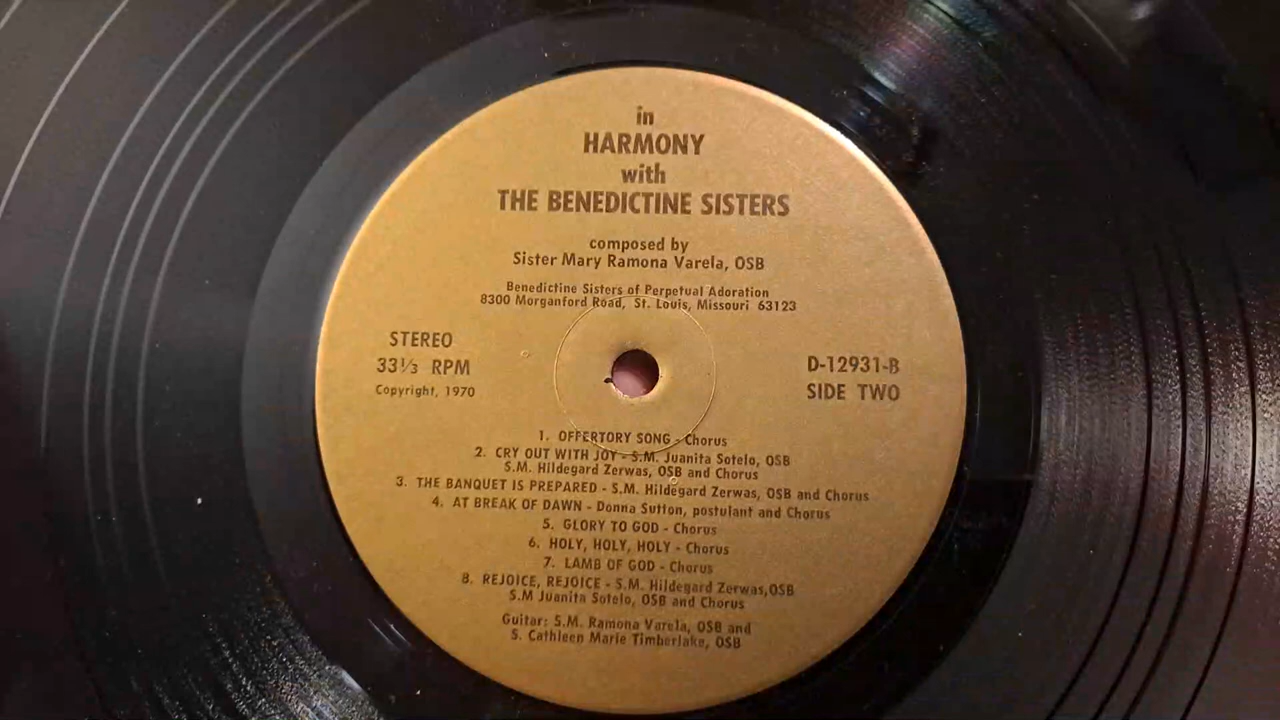 in
HARMONY
with
THE BENEDICTINE SISTERS
composed by
Sister Mary Ramona Varela, OSB
Benedictine Sisters of Perpetual Adoration
8300 Morganford Road, St. Louis, Missouri 63123
STEREO
33⅓ RPM
Copyright, 1970
D-12931-B
SIDE TWO
1. OFFERTORY SONG - Chorus
2. CRY OUT WITH JOY - S.M. Juanita Sotelo, OSB
S.M. Hildegard Zerwas, OSB and Chorus
3. THE BANQUET IS PREPARED - S.M. Hildegard Zerwas, OSB and Chorus
4. AT BREAK OF DAWN - Donna Sutton, postulant and Chorus
5. GLORY TO GOD - Chorus
6. HOLY, HOLY, HOLY - Chorus
7. LAMB OF GOD - Chorus
8. REJOICE, REJOICE - S.M. Hildegard Zerwas,OSB
S.M Juanita Sotelo, OSB and Chorus
Guitar: S.M. Ramona Varela, OSB and
S. Cathleen Marie Timberlake, OSB